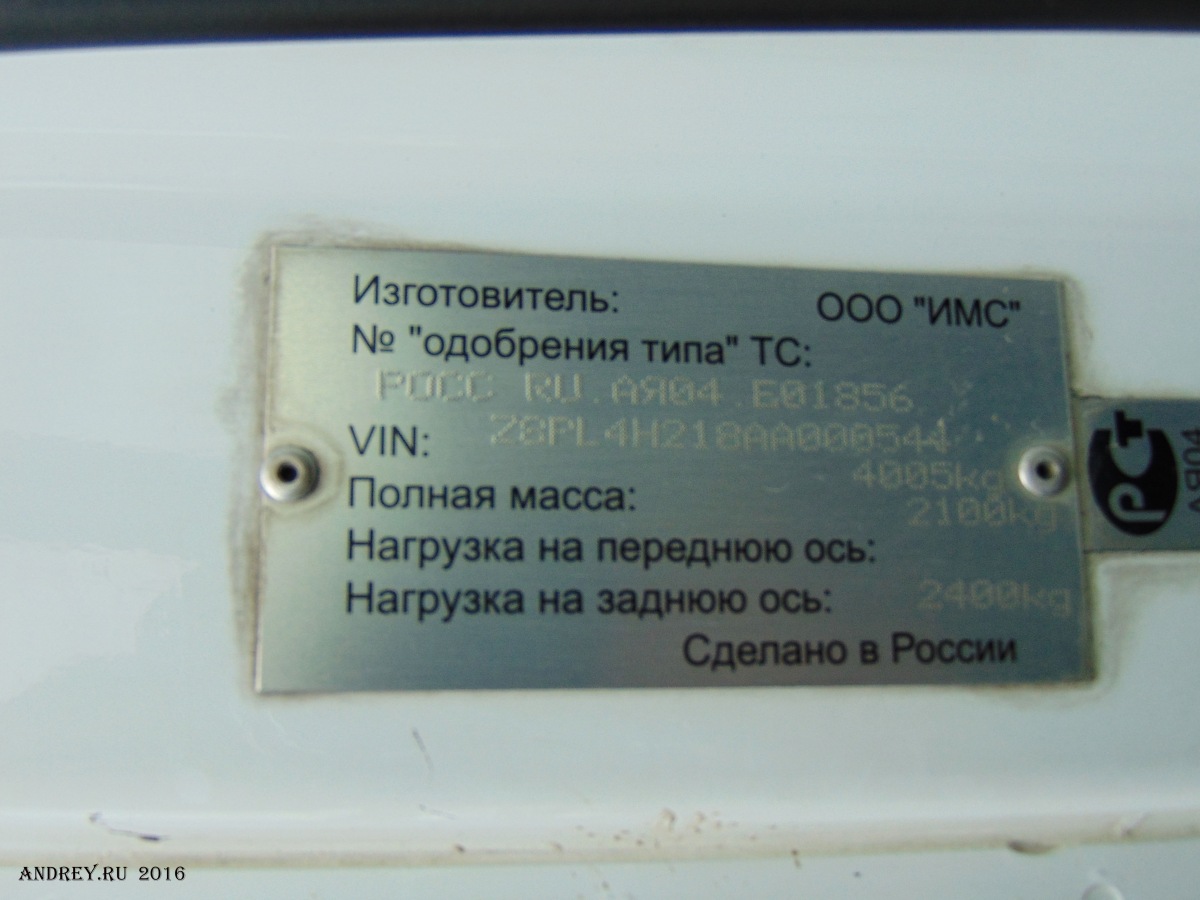 Изготовитель: ООО "ИМС"
№ "одобрения типа" ТС:
РОСС RU.АЯ04.Е01856
VIN: Z8PL4H218AA000544
Полная масса: 4005kg
Нагрузка на переднюю ось: 2100kg
Нагрузка на заднюю ось: 2400kg
Сделано в России
РСТ
АЯ04
ANDREY.RU 2016